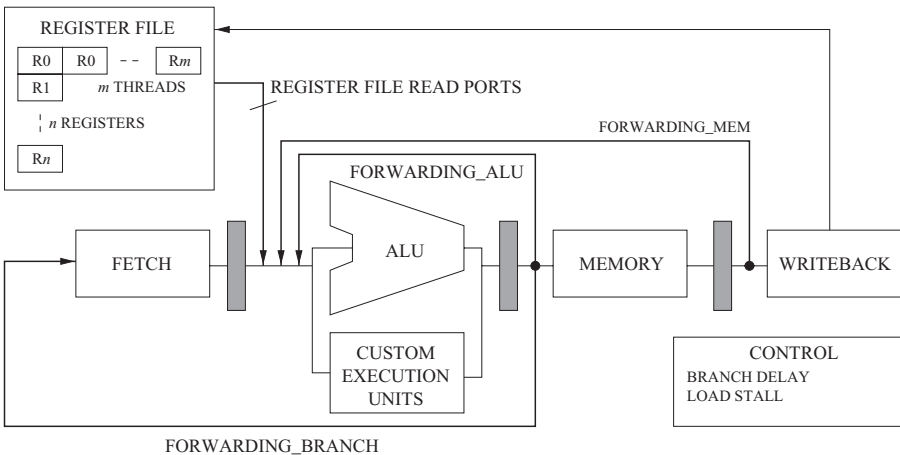 REGISTER FILE
R0 R0 -- Rm
R1 m THREADS
n REGISTERS
Rn
REGISTER FILE READ PORTS
FORWARDING_MEM
FORWARDING_ALU
FETCH
ALU
MEMORY
WRITEBACK
CUSTOM
EXECUTION
UNITS
CONTROL
BRANCH DELAY
LOAD STALL
FORWARDING_BRANCH